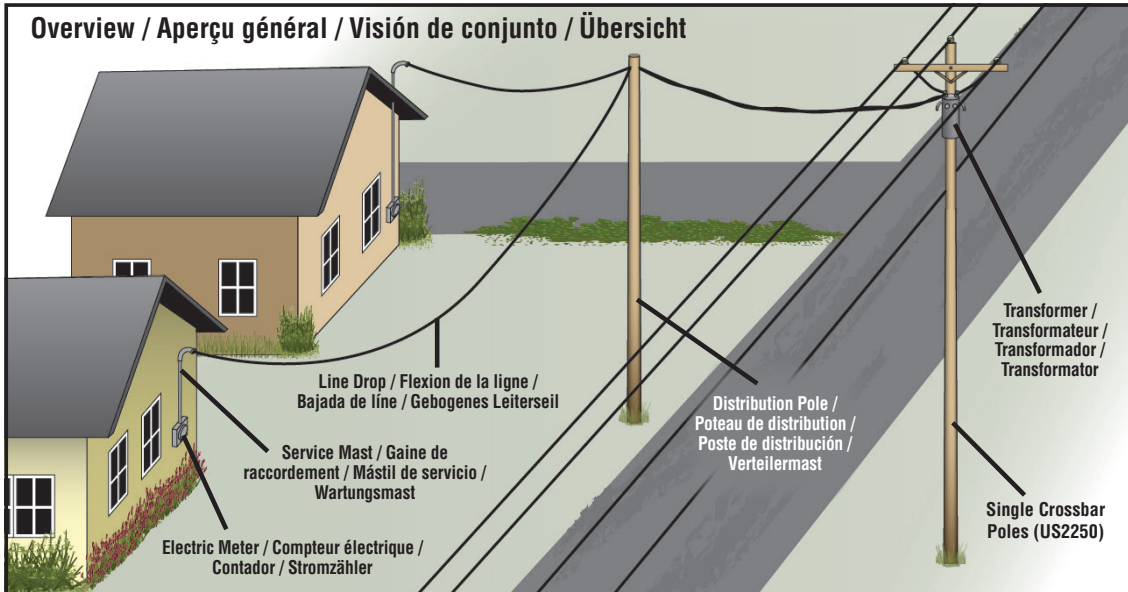 Overview / Aperçu général / Visión de conjunto / Übersicht
Transformer /
Transformateur /
Transformador /
Transformator
Line Drop / Flexion de la ligne /
Bajada de líne / Gebogenes Leiterseil
Distribution Pole /
Poteau de distribution /
Poste de distribución /
Verteilermast
Service Mast / Gaine de
raccordement / Mástil de servicio /
Wartungsmast
Single Crossbar
Poles (US2250)
Electric Meter / Compteur électrique /
Contador / Stromzähler